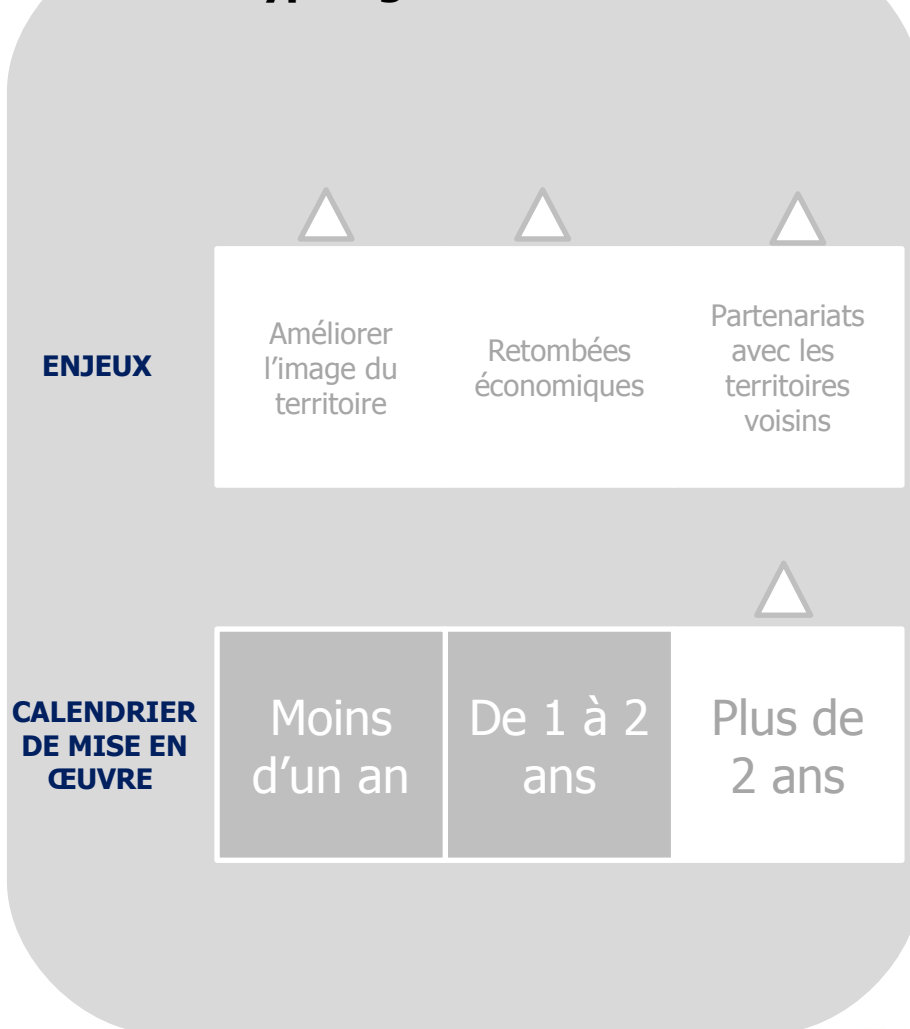 ENJEUX
Améliorer
l'image du
territoire
Retombées
économiques
Partenariats
avec les
territoires
voisins
CALENDRIER
DE MISE EN
ŒUVRE
Moins
d'un an
De 1 à 2
ans
Plus de
2 ans